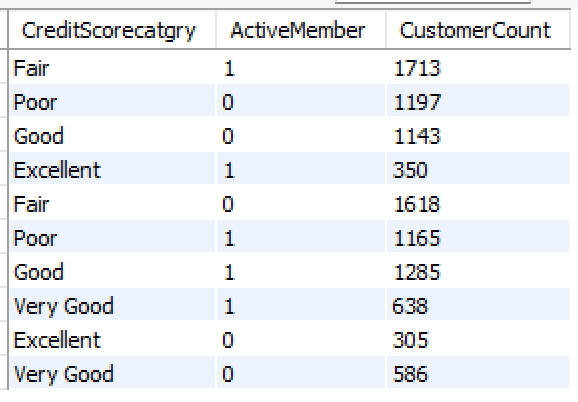 CreditScorecatgry ActiveMember CustomerCount
Fair 1 1713
Poor 0 1197
Good 0 1143
Excellent 1 350
Fair 0 1618
Poor 1 1165
Good 1 1285
Very Good 1 638
Excellent 0 305
Very Good 0 586